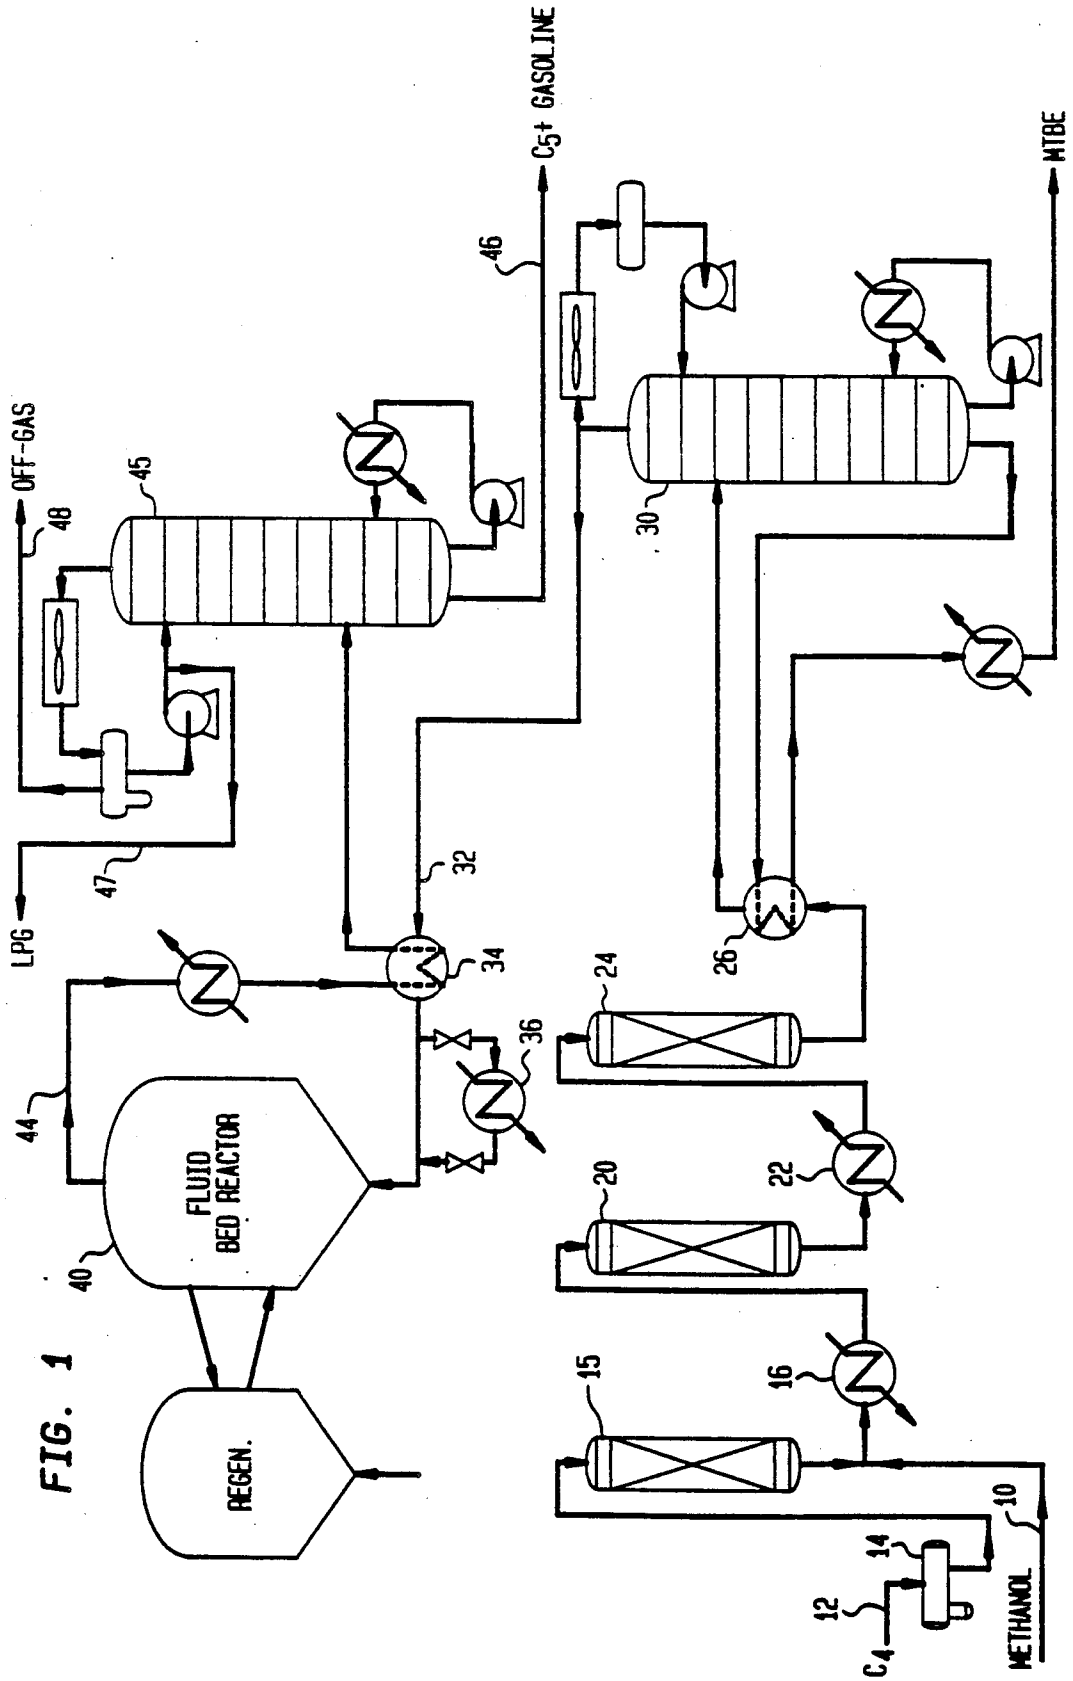 FIG. 1
REGEN.
40
FLUID
BED REACTOR
44
LPG
47
48
OFF-GAS
45
32
34
36
46
C5+ GASOLINE
C4
12
14
METHANOL
10
15
16
20
22
24
26
30
MTBE